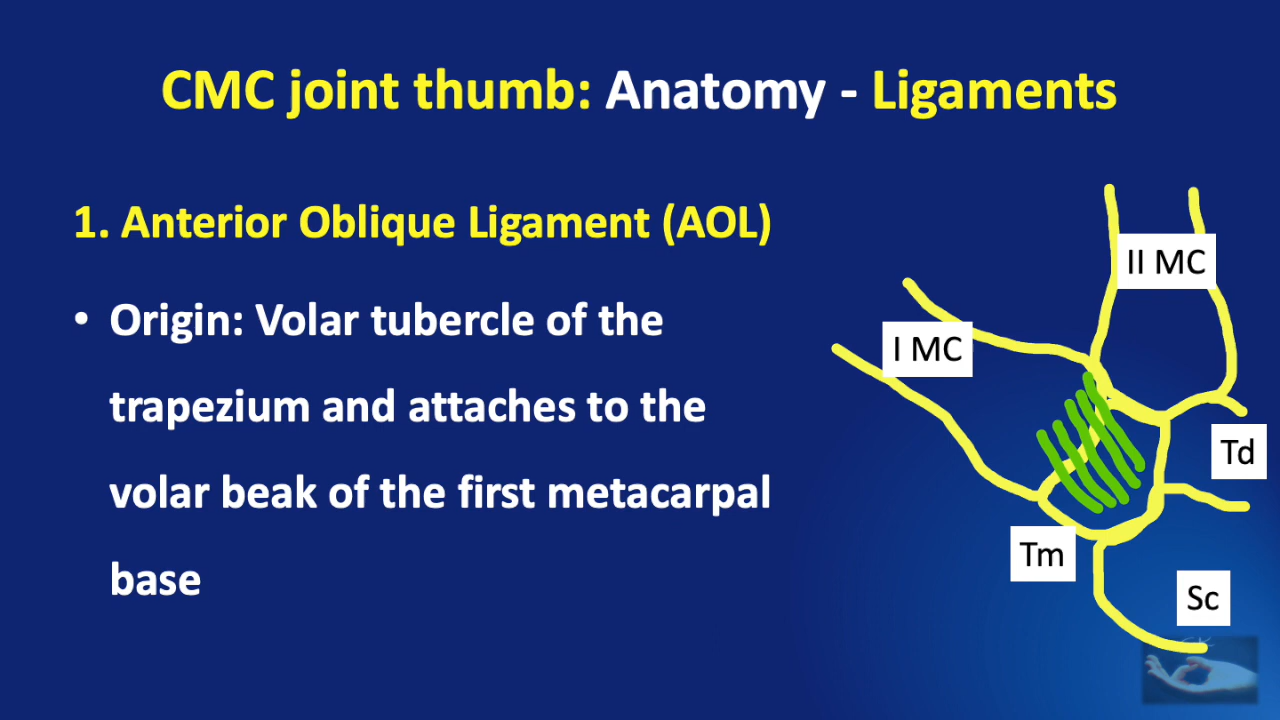 CMC joint thumb: Anatomy - Ligaments
1. Anterior Oblique Ligament (AOL)
• Origin: Volar tubercle of the
trapezium and attaches to the
volar beak of the first metacarpal
base
II MC
I MC
Td
Tm
Sc